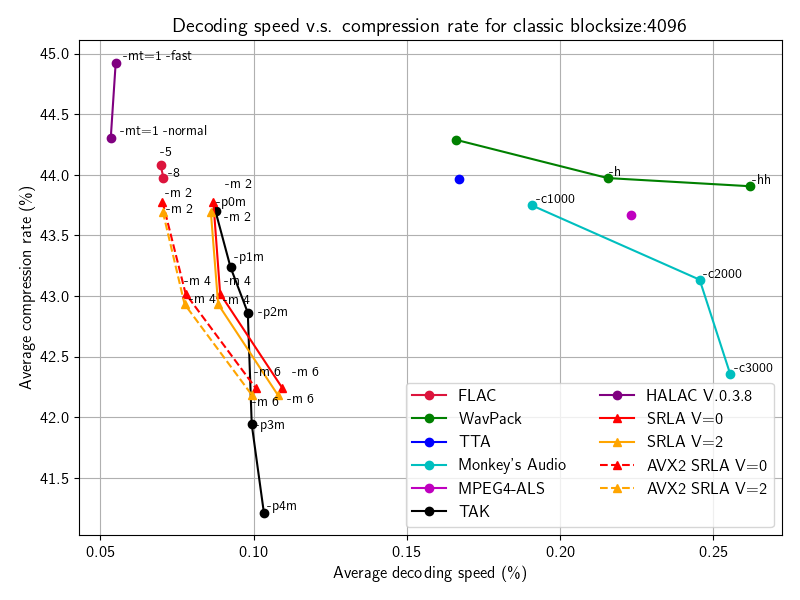 Decoding speed v.s. compression rate for classic blocksize:4096
Average compression rate (%)
45.0
44.5
44.0
43.5
43.0
42.5
42.0
41.5
-mt=1 -fast
-mt=1 -normal
-5
-8
-m 2
-m 2
-m 2
-p0m
-m 2
-h
-hh
-c1000
-p1m
-m 4
-m 4
-m 4
-m 4
-c2000
-p2m
-m 6
-m 6
-m 6
-m 6
-c3000
-p3m
-p4m
FLAC
WavPack
TTA
Monkey's Audio
MPEG4-ALS
TAK
HALAC V.0.3.8
SRLA V=0
SRLA V=2
AVX2 SRLA V=0
AVX2 SRLA V=2
0.05
0.10
0.15
0.20
0.25
Average decoding speed (%)